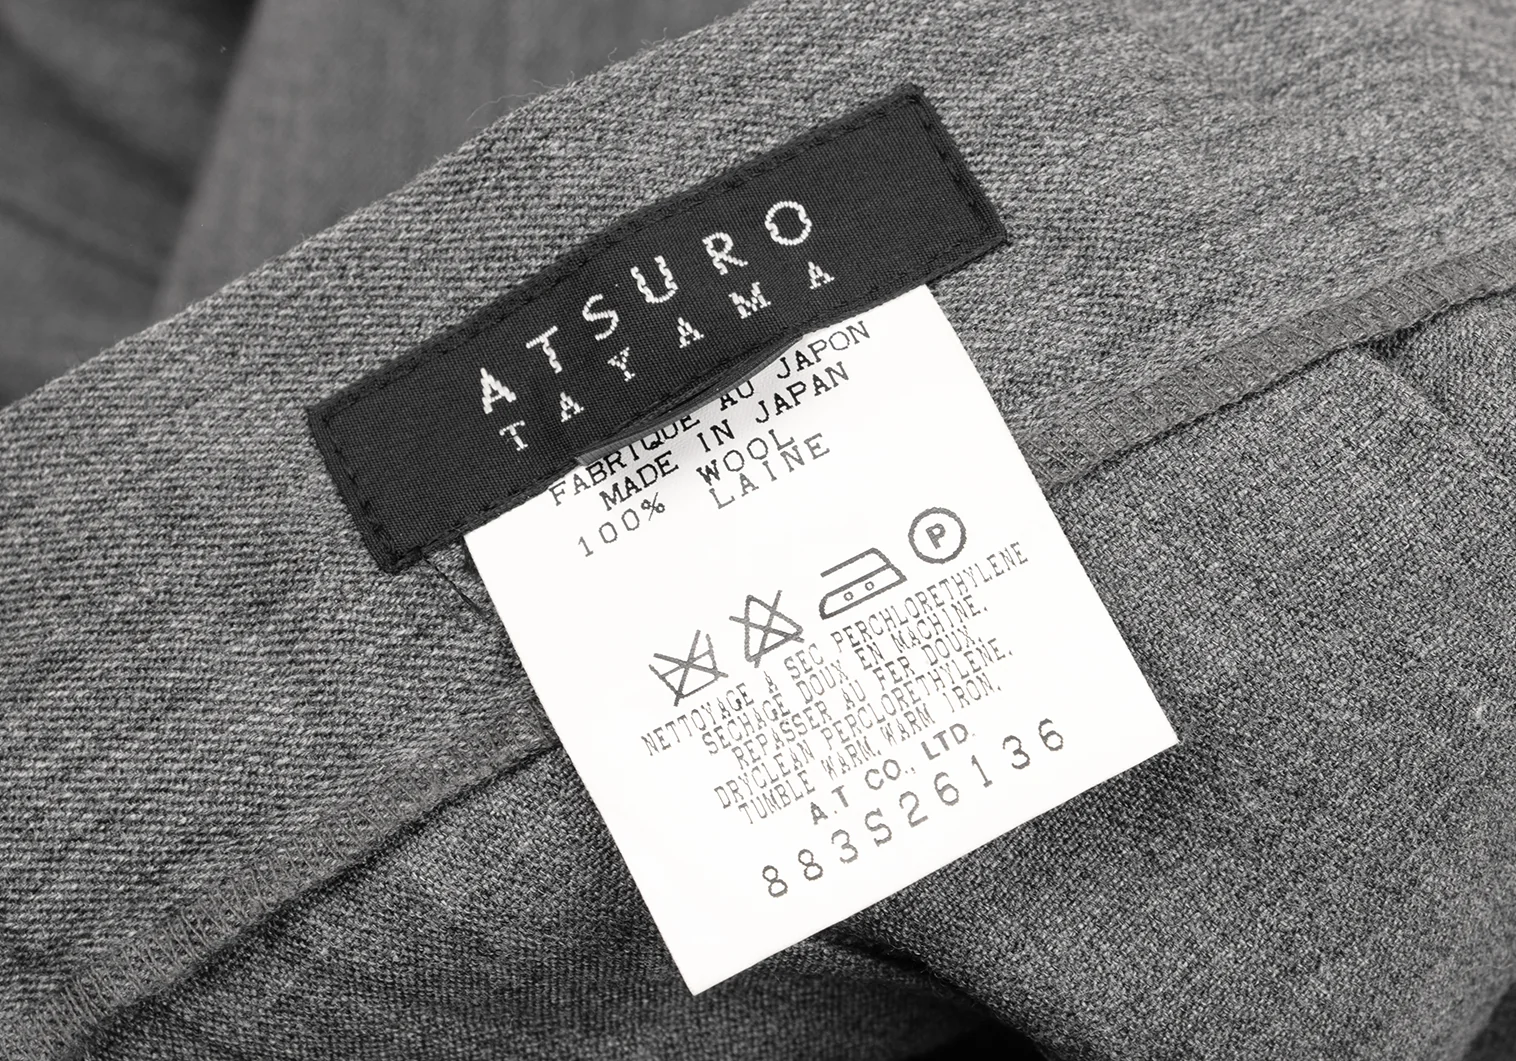 ATSURO
TAYAMA
FABRIQUE AU JAPON
MADE IN JAPAN
100% WOOL
LAINE
P
NETTOYAGE A SEC PERCHLORETHYLENE
SECHAGE DOUX EN MACHINE.
REPASSER AU FER DOUX.
DRYCLEAN PERCLORETHYLENE.
TUMBLE WARM. WARM IRON.
A.T CO., LTD.
883S26136